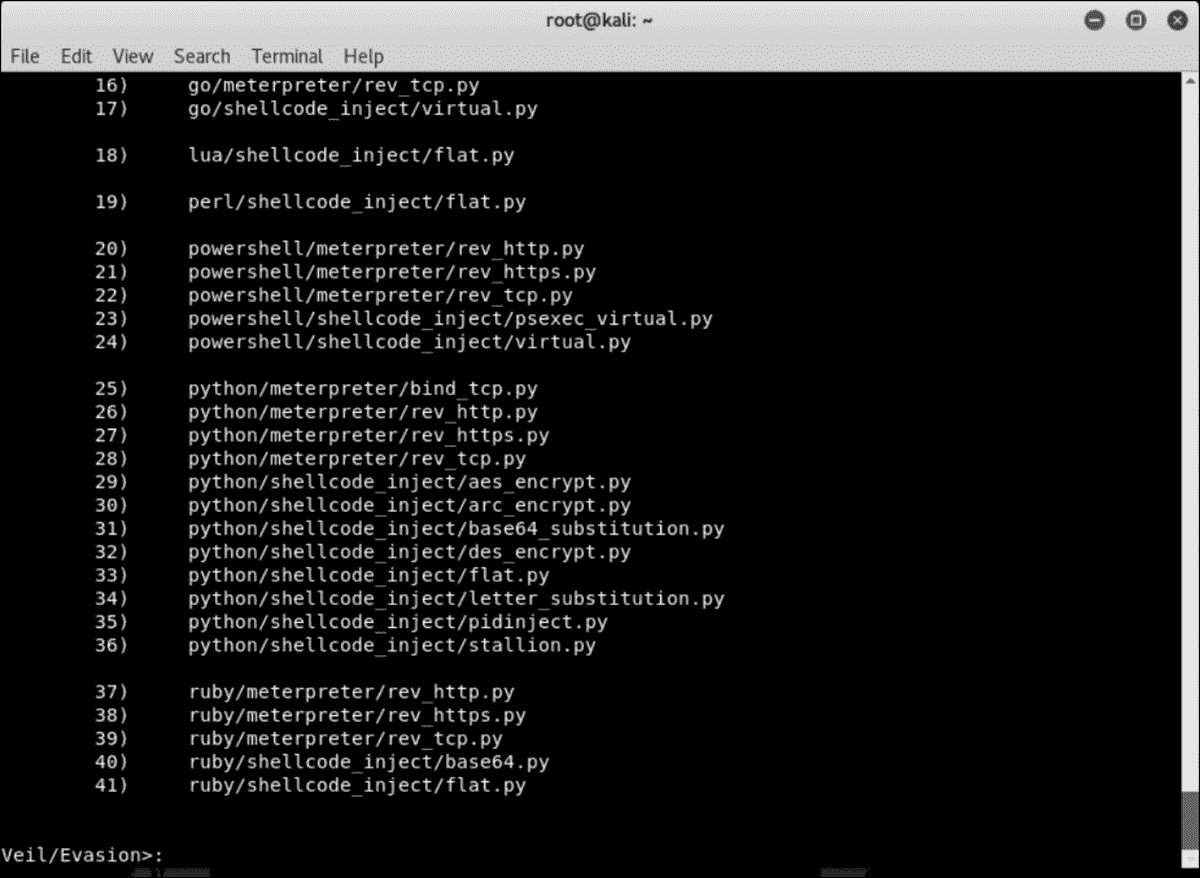 root@kali: ~
File Edit View Search Terminal Help
16) go/meterpreter/rev_tcp.py
17) go/shellcode_inject/virtual.py
18) lua/shellcode_inject/flat.py
19) perl/shellcode_inject/flat.py
20) powershell/meterpreter/rev_http.py
21) powershell/meterpreter/rev_https.py
22) powershell/meterpreter/rev_tcp.py
23) powershell/shellcode_inject/psexec_virtual.py
24) powershell/shellcode_inject/virtual.py
25) python/meterpreter/bind_tcp.py
26) python/meterpreter/rev_http.py
27) python/meterpreter/rev_https.py
28) python/meterpreter/rev_tcp.py
29) python/shellcode_inject/aes_encrypt.py
30) python/shellcode_inject/arc_encrypt.py
31) python/shellcode_inject/base64_substitution.py
32) python/shellcode_inject/des_encrypt.py
33) python/shellcode_inject/flat.py
34) python/shellcode_inject/letter_substitution.py
35) python/shellcode_inject/pidinject.py
36) python/shellcode_inject/stallion.py
37) ruby/meterpreter/rev_http.py
38) ruby/meterpreter/rev_https.py
39) ruby/meterpreter/rev_tcp.py
40) ruby/shellcode_inject/base64.py
41) ruby/shellcode_inject/flat.py
Veil/Evasion>: